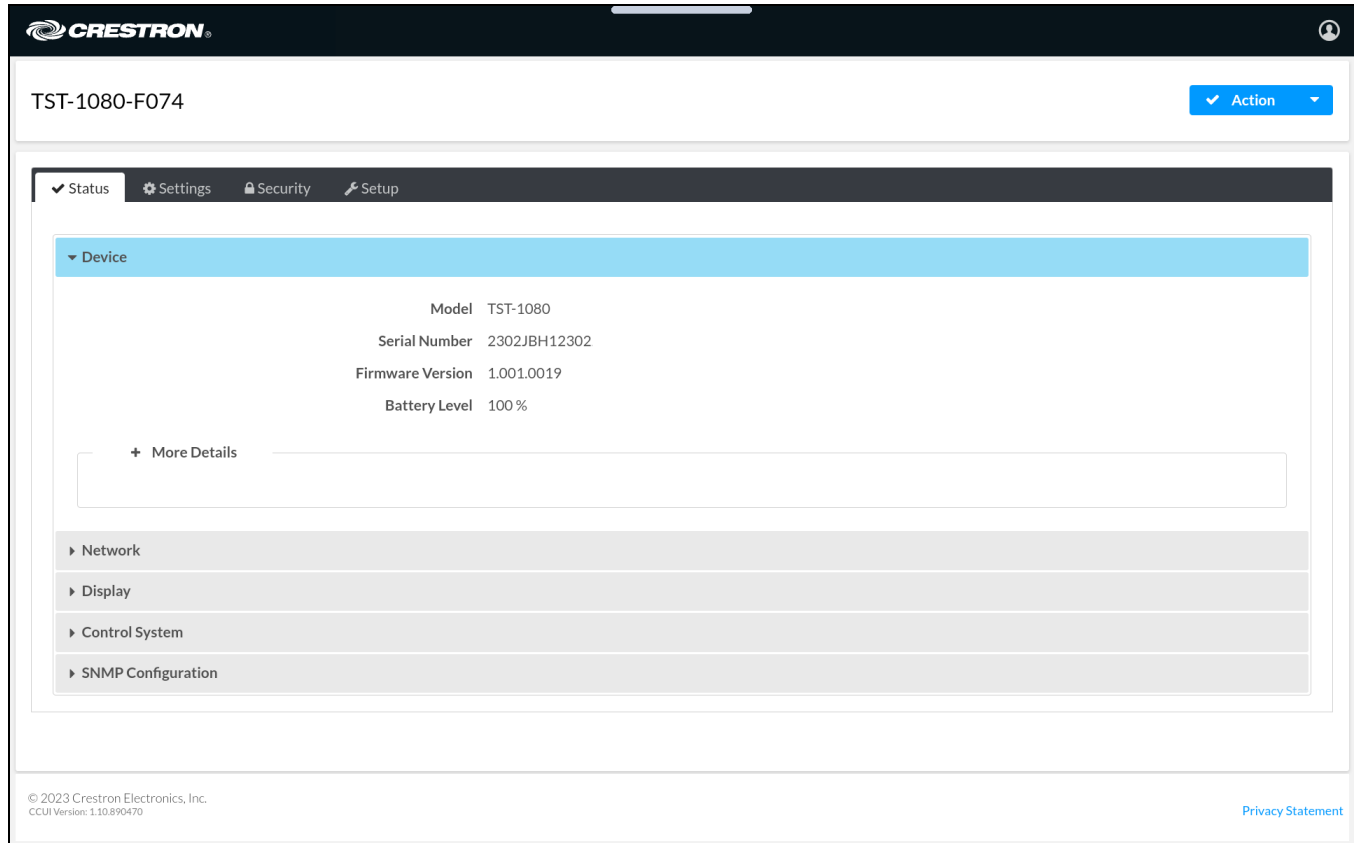 CRESTRON®
TST-1080-F074
Action
Status Settings Security Setup
Device
Model TST-1080
Serial Number 2302JBH12302
Firmware Version 1.001.0019
Battery Level 100 %
+ More Details
Network
Display
Control System
SNMP Configuration
© 2023 Crestron Electronics, Inc.
CCUI Version: 1.10.890470
Privacy Statement